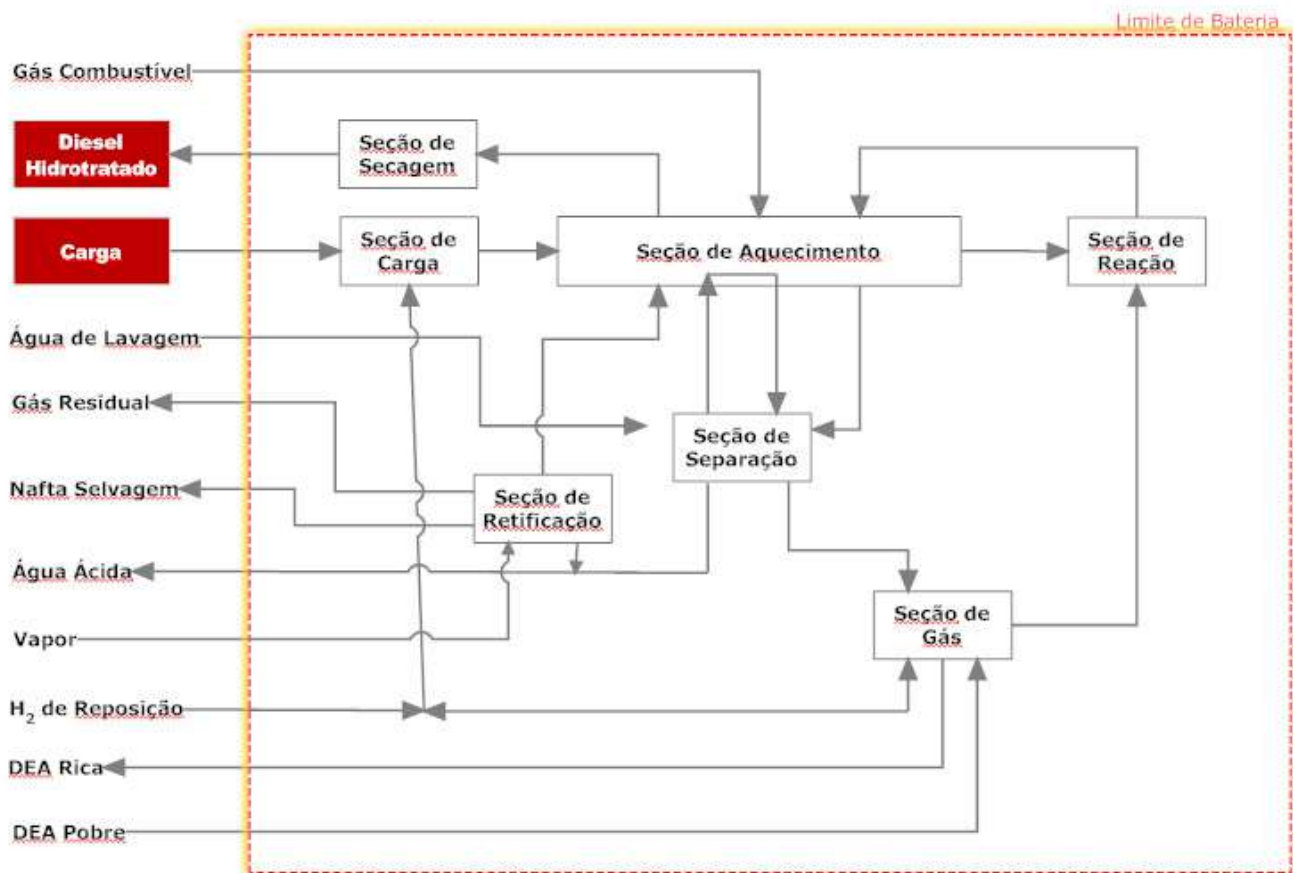 Limite de Bateria
Gás Combustível
Diesel
Hidrotratado
Seção de
Secagem
Carga
Seção de
Carga
Seção de Aquecimento
Seção de
Reação
Água de Lavagem
Gás Residual
Seção de
Separação
Nafta Selvagem
Seção de
Retificação
Água Ácida
Seção de
Gás
Vapor
H₂ de Reposição
DEA Rica
DEA Pobre